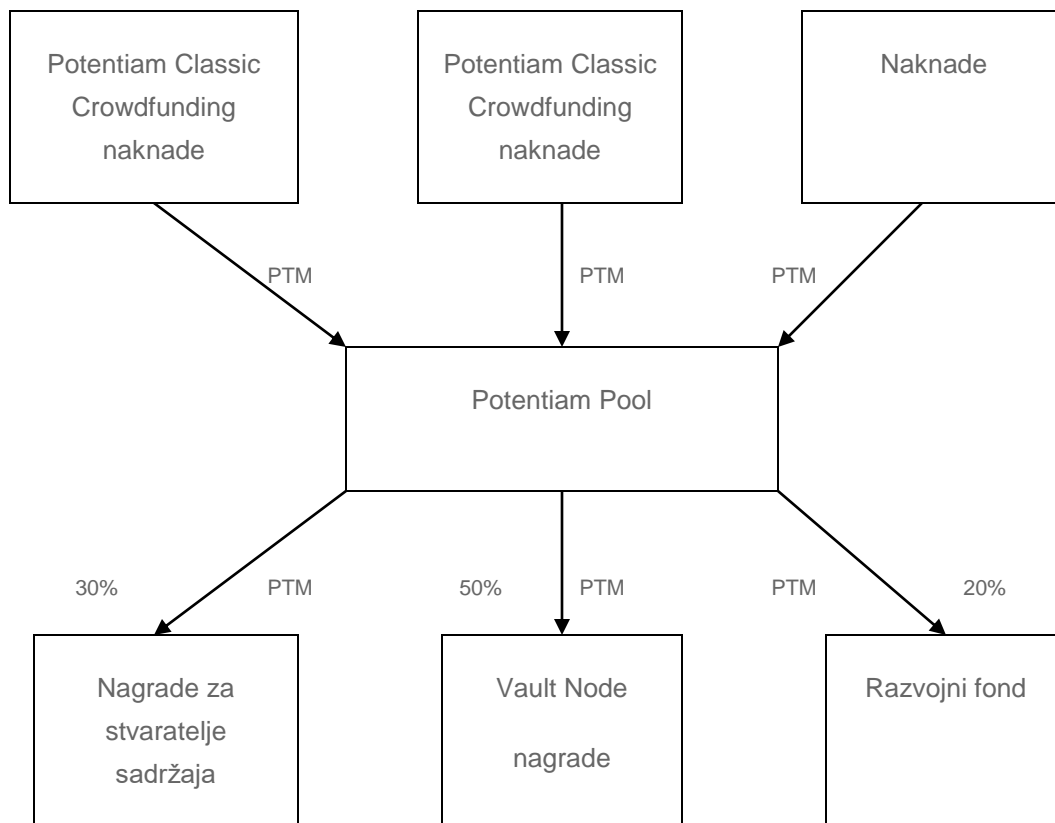 Potentiam Classic
Crowdfunding
naknade
Potentiam Classic
Crowdfunding
naknade
Naknade
PTM
PTM
PTM
Potentiam Pool
30%
PTM
50%
PTM
PTM
20%
Nagrade za
stvaratelje
sadržaja
Vault Node
nagrade
Razvojni fond